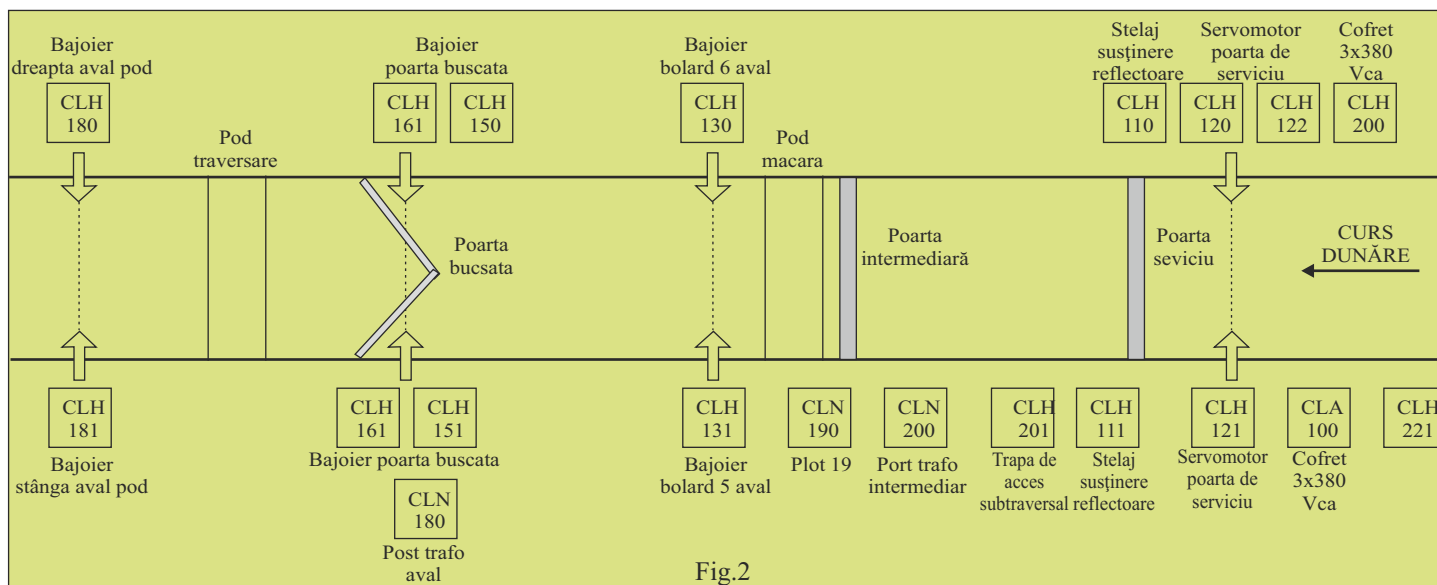 Bajoier
dreapta aval pod
CLH
180
Bajoier
poarta buscata
CLH
161
CLH
150
Bajoier
bolard 6 aval
CLH
130
Stelaj
susţinere
reflectoare
CLH
110
Servomotor
poarta de
serviciu
CLH
120
CLH
122
Cofret
3x380
Vca
CLH
200
Pod
traversare
Pod
macara
Poarta
bucsata
Poarta
intermediară
Poarta
seviciu
CURS
DUNĂRE
CLH
181
Bajoier
stânga aval pod
CLH
161
CLH
151
Bajoier poarta buscata
CLN
180
Post trafo
aval
CLH
131
Bajoier
bolard 5 aval
CLN
190
Plot 19
CLN
200
Port trafo
intermediar
CLH
201
Trapa de
acces
subtraversal
CLH
111
Stelaj
susţinere
reflectoare
CLH
121
Servomotor
poarta de
serviciu
CLA
100
Cofret
3x380
Vca
CLH
221
Fig.2